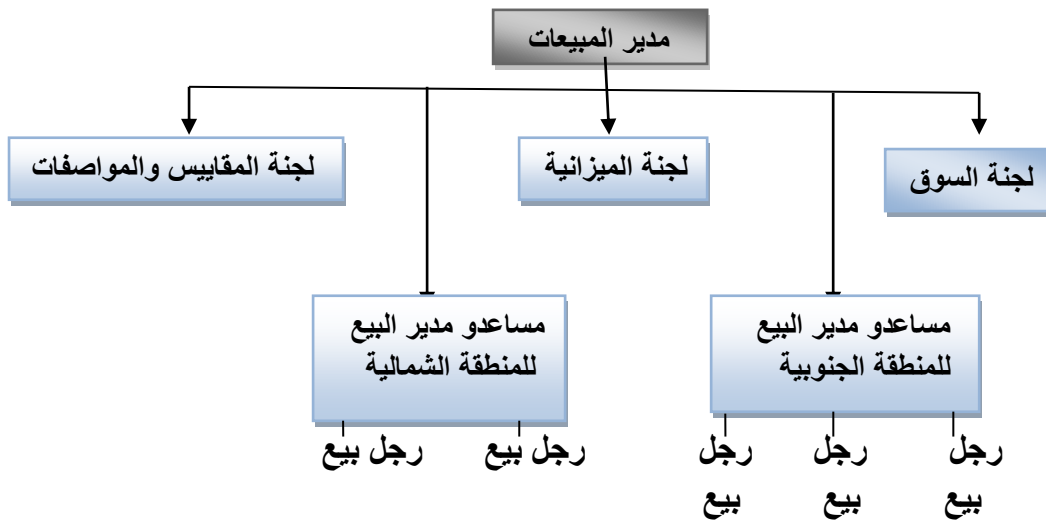 مدير المبيعات
لجنة السوق
لجنة الميزانية
لجنة المقاييس والمواصفات
مساعدو مدير البيع
للمنطقة الجنوبية
مساعدو مدير البيع
للمنطقة الشمالية
رجل
بيع
رجل
بيع
رجل
بيع
رجل بيع
رجل بيع